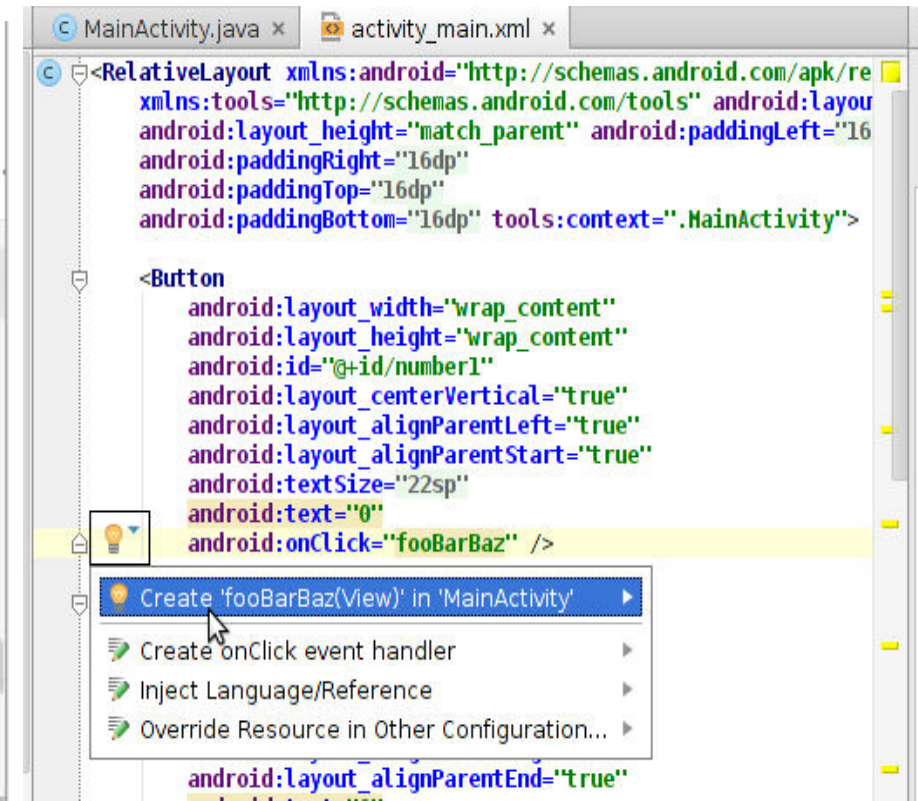 C MainActivity.java × activity_main.xml ×
C <RelativeLayout xmlns:android="http://schemas.android.com/apk/re
xmlns:tools="http://schemas.android.com/tools" android:layou
android:layout_height="match_parent" android:paddingLeft="16
android:paddingRight="16dp"
android:paddingTop="16dp"
android:paddingBottom="16dp" tools:context=".MainActivity">
<Button
android:layout_width="wrap_content"
android:layout_height="wrap_content"
android:id="@+id/number1"
android:layout_centerVertical="true"
android:layout_alignParentLeft="true"
android:layout_alignParentStart="true"
android:textSize="22sp"
android:text="0"
android:onClick="fooBarBaz" />
Create 'fooBarBaz(View)' in 'MainActivity'
Create onClick event handler
Inject Language/Reference
Override Resource in Other Configuration...
android:layout_alignParentEnd="true"